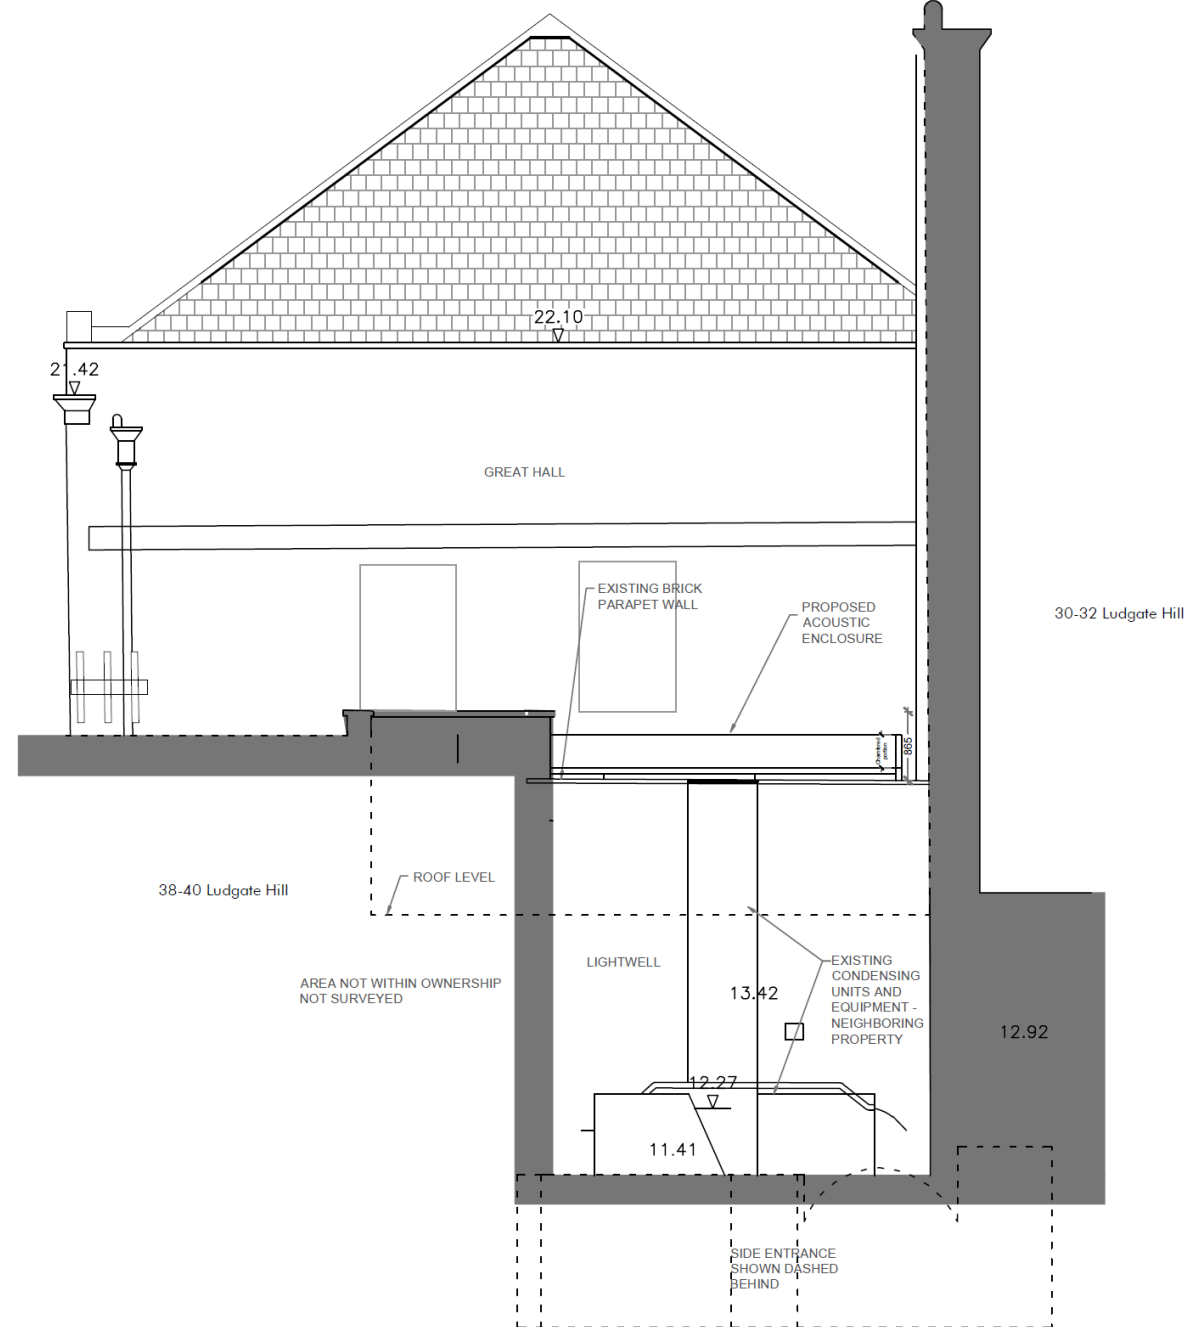 22.10
21.42
GREAT HALL
EXISTING BRICK
PARAPET WALL
PROPOSED
ACOUSTIC
ENCLOSURE
30-32 Ludgate Hill
Chamfered
portion
865
ROOF LEVEL
38-40 Ludgate Hill
LIGHTWELL
AREA NOT WITHIN OWNERSHIP
NOT SURVEYED
EXISTING
CONDENSING
UNITS AND
EQUIPMENT -
NEIGHBORING
PROPERTY
13.42
12.92
12.27
11.41
SIDE ENTRANCE
SHOWN DASHED
BEHIND